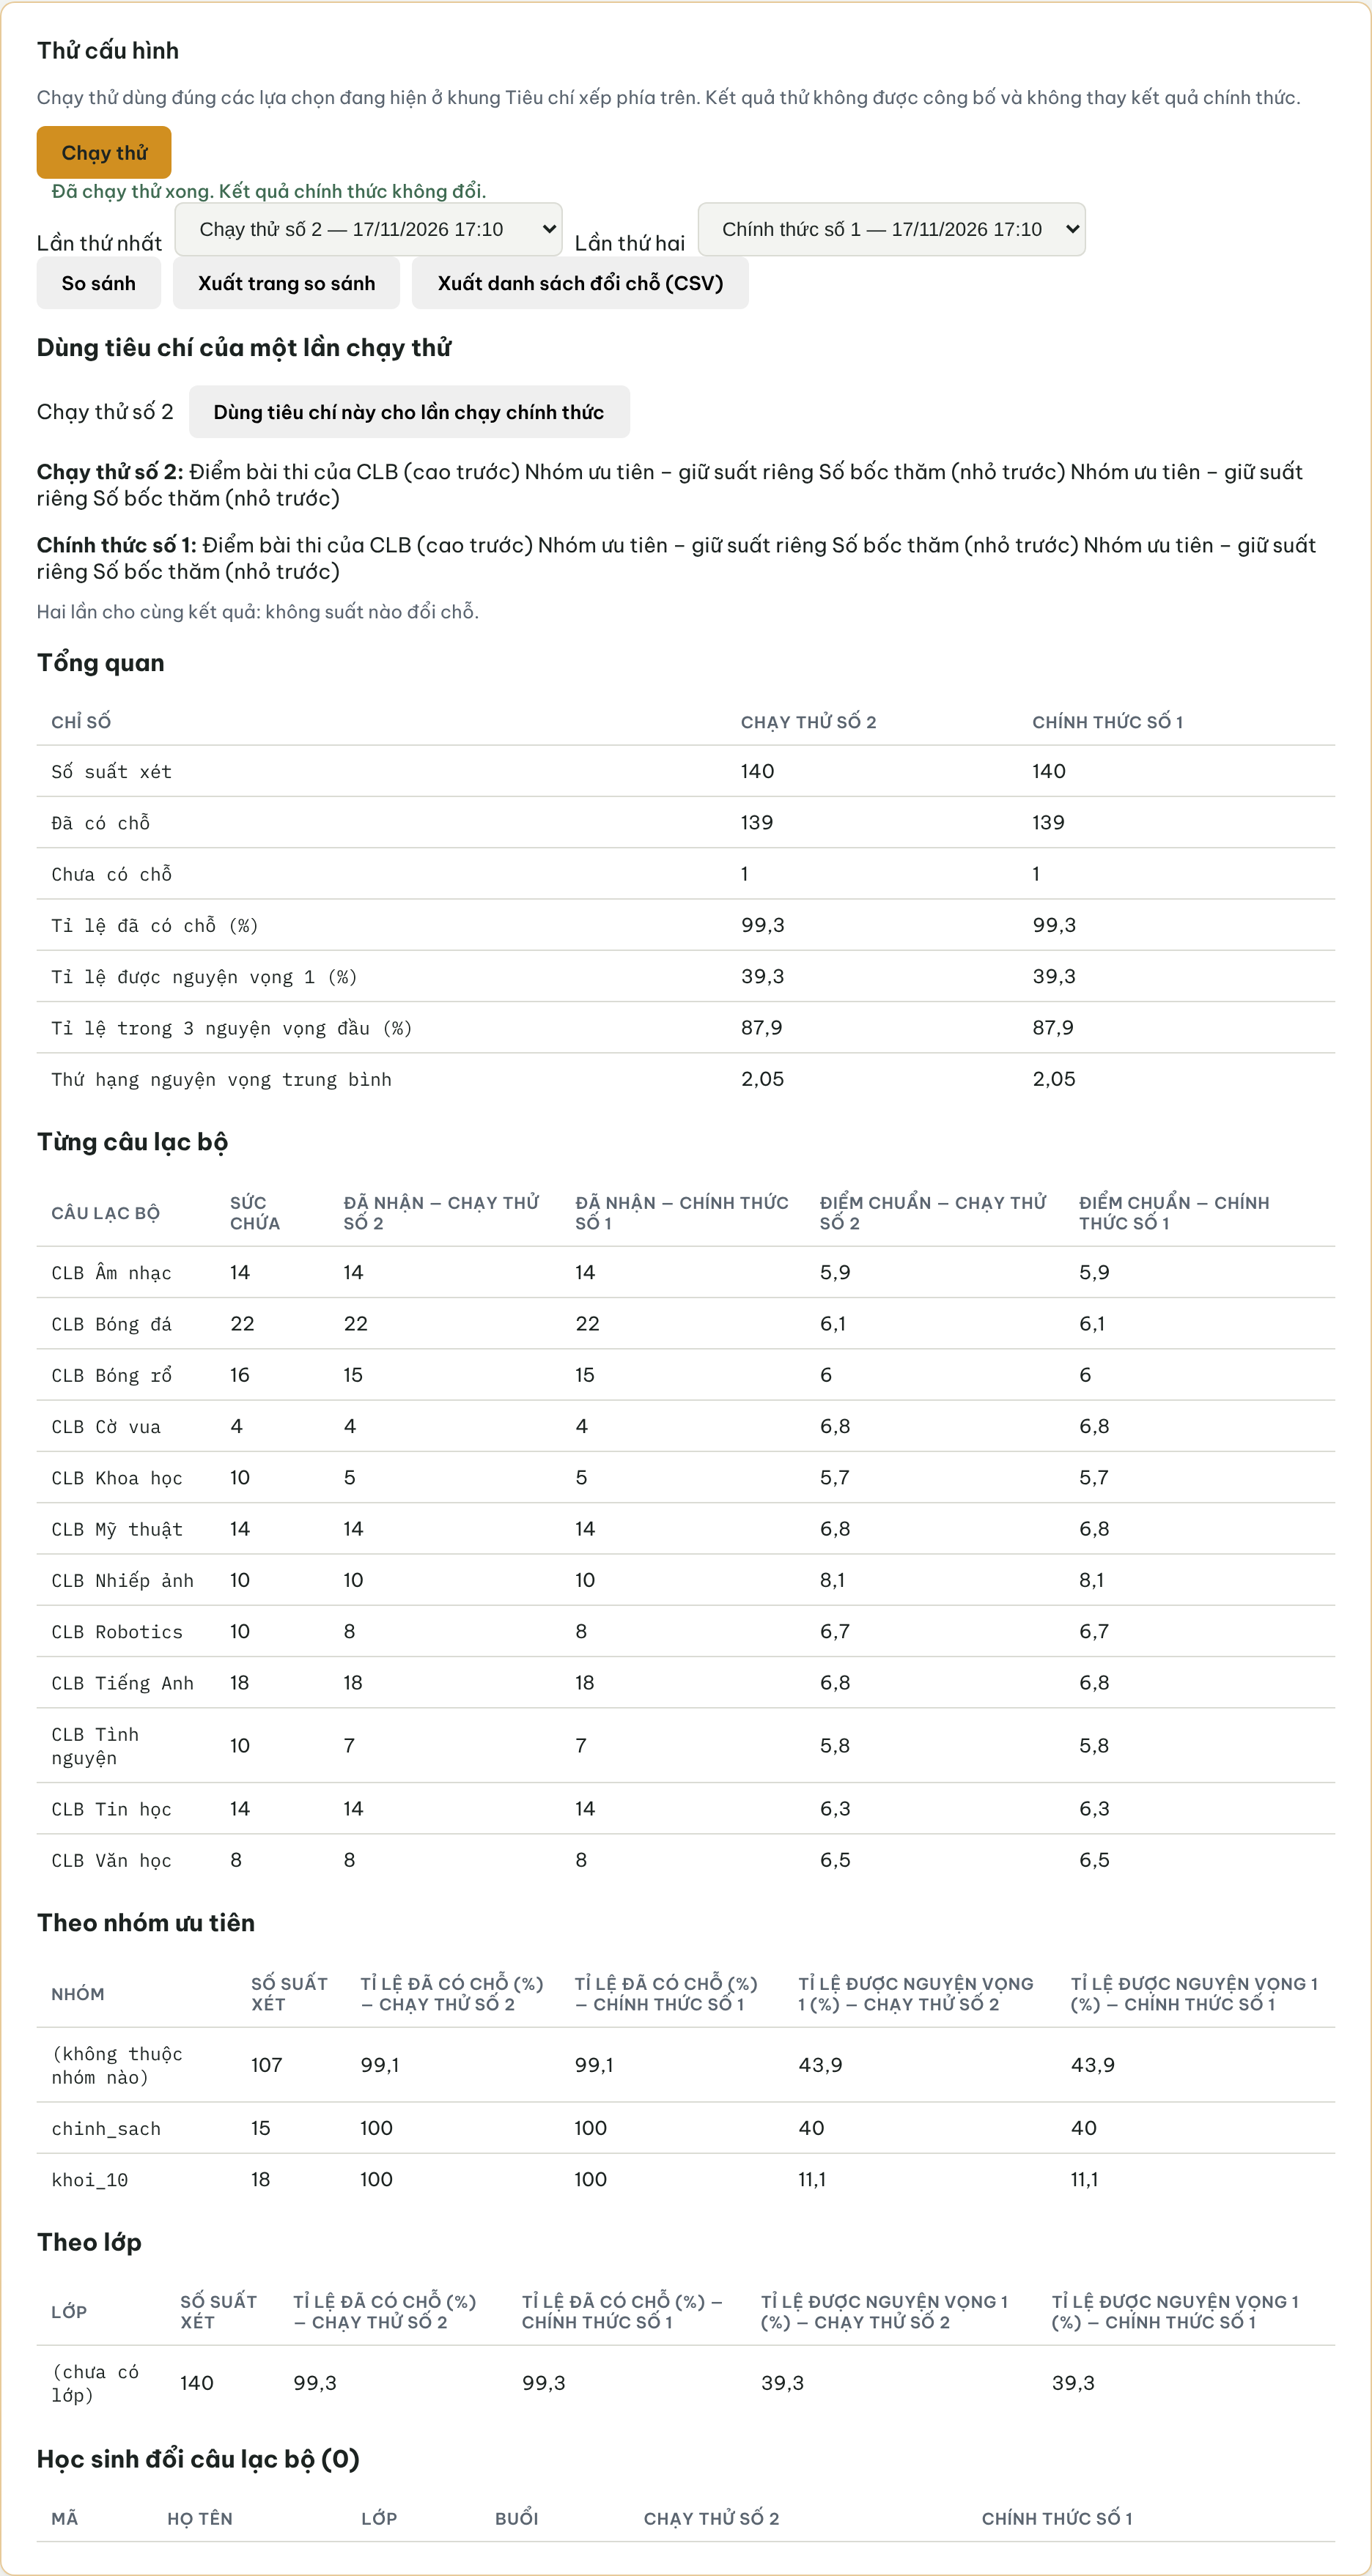 Thử cấu hình
Chạy thử dùng đúng các lựa chọn đang hiện ở khung Tiêu chí xếp phía trên. Kết quả thử không được công bố và không thay kết quả chính thức.
Chạy thử
Đã chạy thử xong. Kết quả chính thức không đổi.
Lần thứ nhất Chạy thử số 2 — 17/11/2026 17:10 Lần thứ hai Chính thức số 1 — 17/11/2026 17:10
So sánh Xuất trang so sánh Xuất danh sách đổi chỗ (CSV)
Dùng tiêu chí của một lần chạy thử
Chạy thử số 2 Dùng tiêu chí này cho lần chạy chính thức
Chạy thử số 2: Điểm bài thi của CLB (cao trước) Nhóm ưu tiên – giữ suất riêng Số bốc thăm (nhỏ trước) Nhóm ưu tiên – giữ suất
riêng Số bốc thăm (nhỏ trước)
Chính thức số 1: Điểm bài thi của CLB (cao trước) Nhóm ưu tiên – giữ suất riêng Số bốc thăm (nhỏ trước) Nhóm ưu tiên – giữ suất
riêng Số bốc thăm (nhỏ trước)
Hai lần cho cùng kết quả: không suất nào đổi chỗ.
Tổng quan
CHỈ SỐ CHẠY THỬ SỐ 2 CHÍNH THỨC SỐ 1
Số suất xét 140 140
Đã có chỗ 139 139
Chưa có chỗ 1 1
Tỉ lệ đã có chỗ (%) 99,3 99,3
Tỉ lệ được nguyện vọng 1 (%) 39,3 39,3
Tỉ lệ trong 3 nguyện vọng đầu (%) 87,9 87,9
Thứ hạng nguyện vọng trung bình 2,05 2,05
Từng câu lạc bộ
CÂU LẠC BỘ SỨC CHỨA ĐÃ NHẬN — CHẠY THỬ SỐ 2 ĐÃ NHẬN — CHÍNH THỨC SỐ 1 ĐIỂM CHUẨN — CHẠY THỬ SỐ 2 ĐIỂM CHUẨN — CHÍNH THỨC SỐ 1
CLB Âm nhạc 14 14 14 5,9 5,9
CLB Bóng đá 22 22 22 6,1 6,1
CLB Bóng rổ 16 15 15 6 6
CLB Cờ vua 4 4 4 6,8 6,8
CLB Khoa học 10 5 5 5,7 5,7
CLB Mỹ thuật 14 14 14 6,8 6,8
CLB Nhiếp ảnh 10 10 10 8,1 8,1
CLB Robotics 10 8 8 6,7 6,7
CLB Tiếng Anh 18 18 18 6,8 6,8
CLB Tình nguyện 10 7 7 5,8 5,8
CLB Tin học 14 14 14 6,3 6,3
CLB Văn học 8 8 8 6,5 6,5
Theo nhóm ưu tiên
NHÓM SỐ SUẤT XÉT TỈ LỆ ĐÃ CÓ CHỖ (%) — CHẠY THỬ SỐ 2 TỈ LỆ ĐÃ CÓ CHỖ (%) — CHÍNH THỨC SỐ 1 TỈ LỆ ĐƯỢC NGUYỆN VỌNG 1 (%) — CHẠY THỬ SỐ 2 TỈ LỆ ĐƯỢC NGUYỆN VỌNG 1 (%) — CHÍNH THỨC SỐ 1
(không thuộc nhóm nào) 107 99,1 99,1 43,9 43,9
chinh_sach 15 100 100 40 40
khoi_10 18 100 100 11,1 11,1
Theo lớp
LỚP SỐ SUẤT XÉT TỈ LỆ ĐÃ CÓ CHỖ (%) — CHẠY THỬ SỐ 2 TỈ LỆ ĐÃ CÓ CHỖ (%) — CHÍNH THỨC SỐ 1 TỈ LỆ ĐƯỢC NGUYỆN VỌNG 1 (%) — CHẠY THỬ SỐ 2 TỈ LỆ ĐƯỢC NGUYỆN VỌNG 1 (%) — CHÍNH THỨC SỐ 1
(chưa có lớp) 140 99,3 99,3 39,3 39,3
Học sinh đổi câu lạc bộ (0)
MÃ HỌ TÊN LỚP BUỔI CHẠY THỬ SỐ 2 CHÍNH THỨC SỐ 1